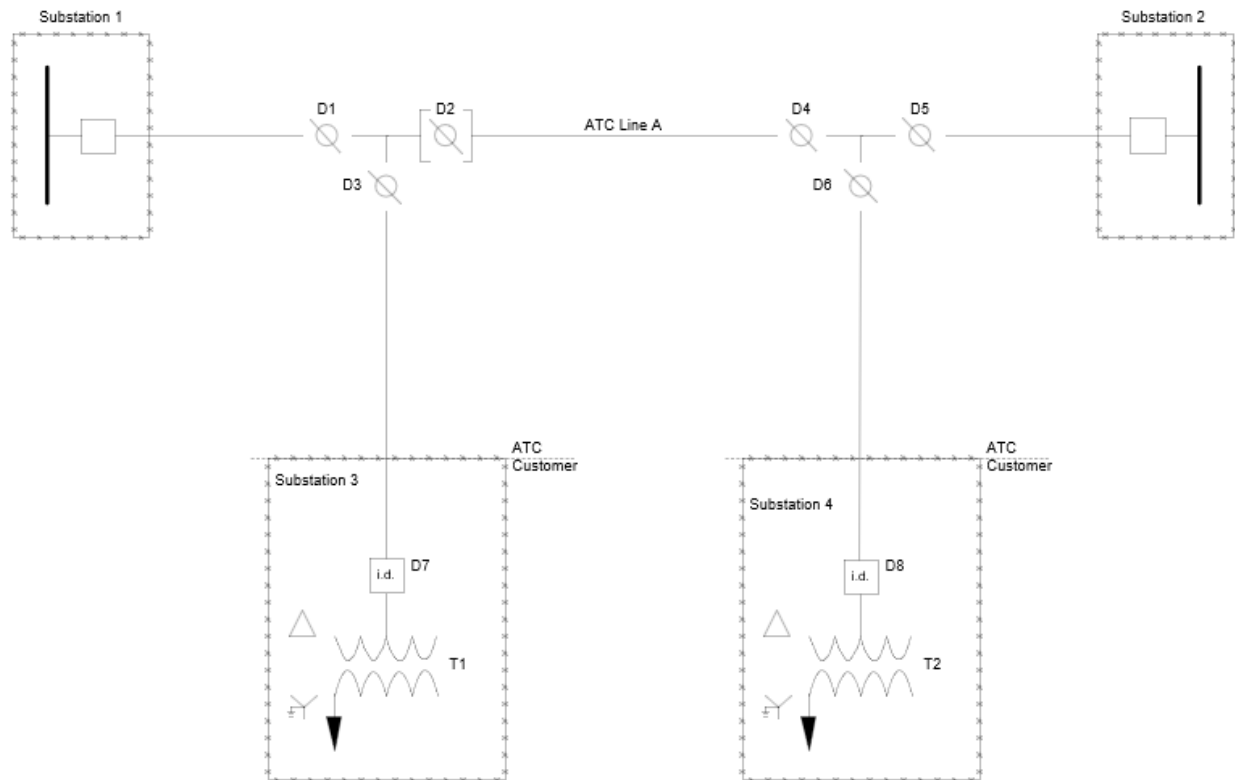 Substation 1
Substation 2
D1
D2
D4
D5
ATC Line A
D3
D6
ATC
Customer
ATC
Customer
Substation 3
Substation 4
i.d.
D7
i.d.
D8
T1
T2